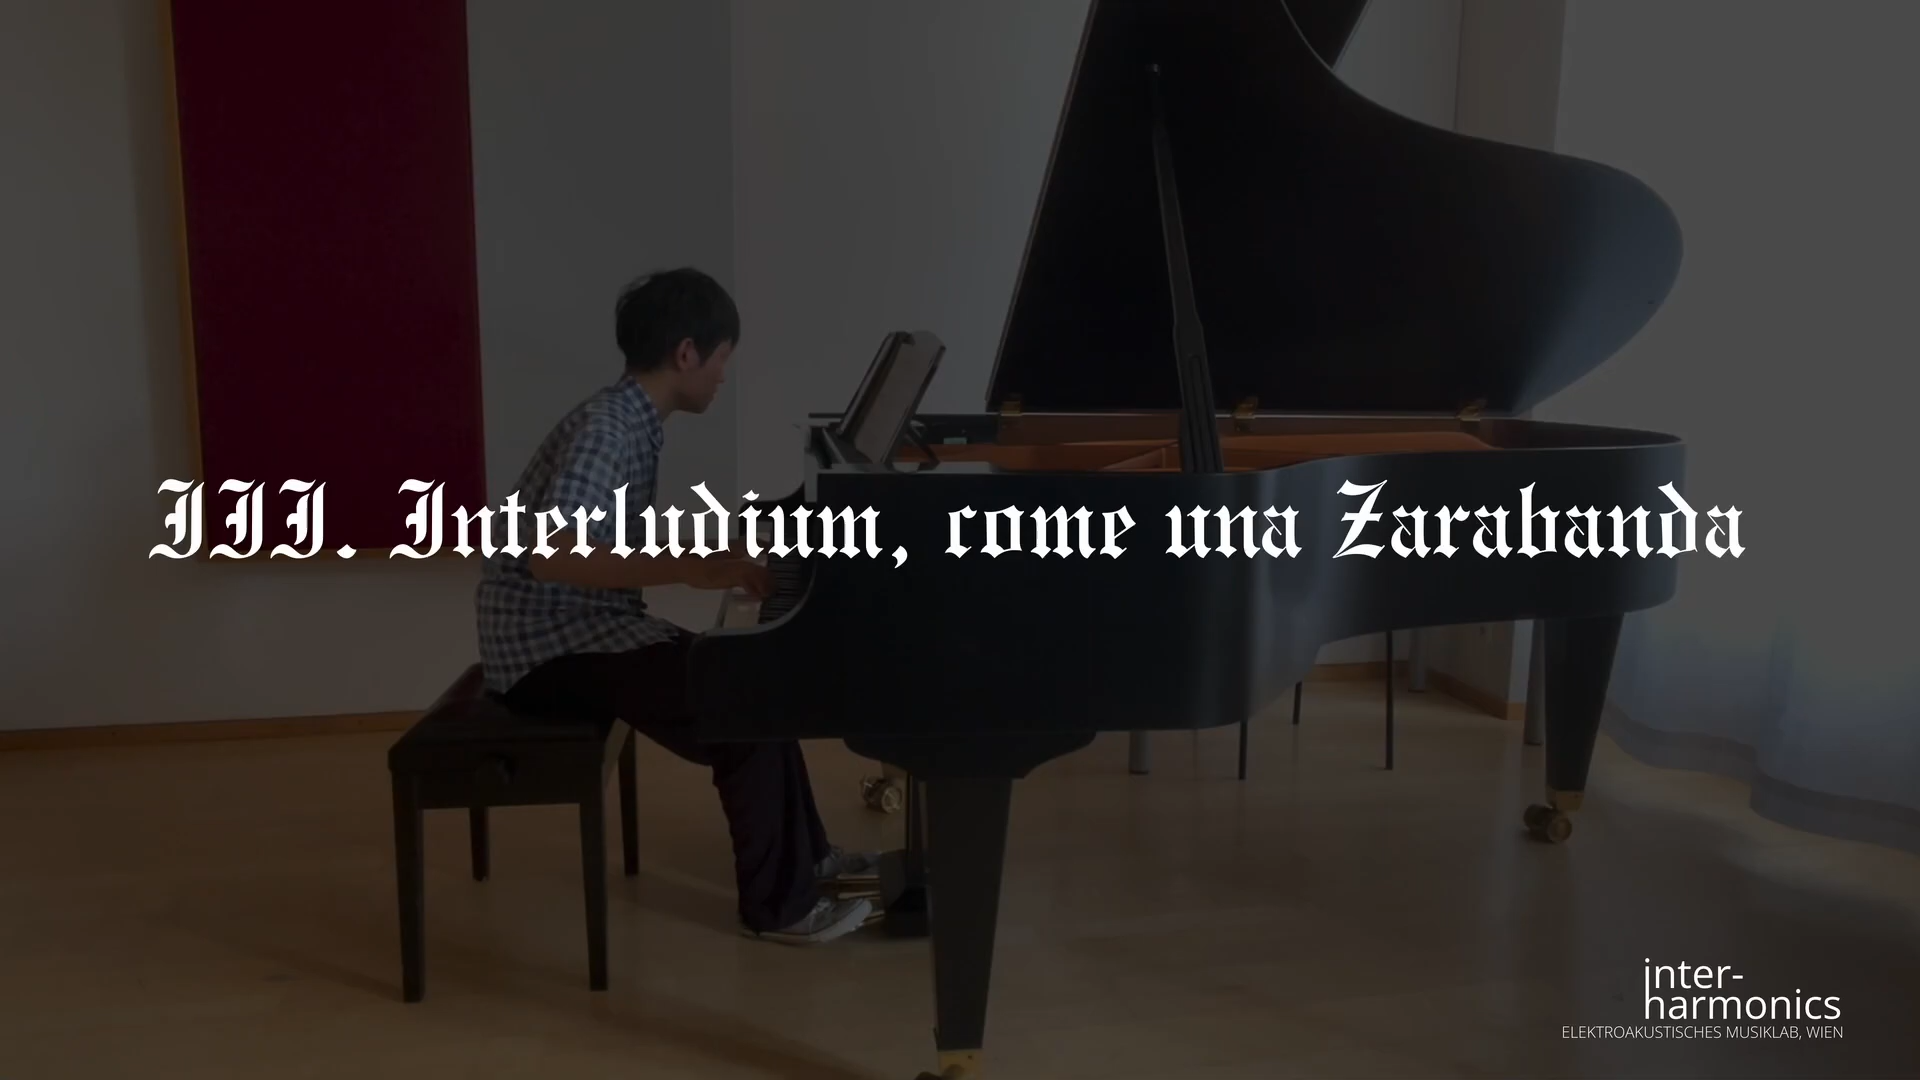 III. Interludium, come una Zarabanda
inter-
harmonics
ELEKTROAKUSTISCHES MUSIKLAB, WIEN